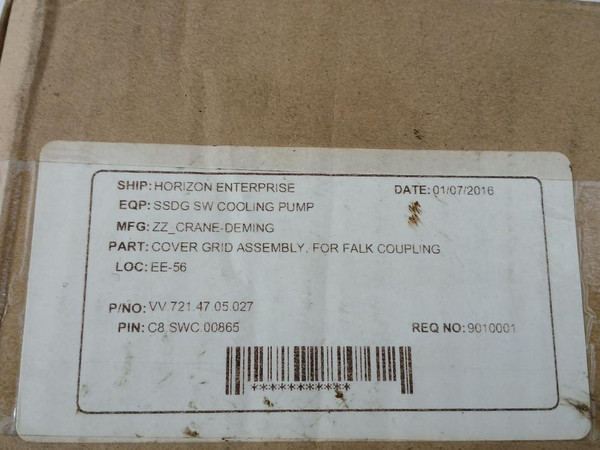 SHIP: HORIZON ENTERPRISE DATE: 01/07/2016
EQP: SSDG SW COOLING PUMP
MFG: ZZ_CRANE-DEMING
PART: COVER GRID ASSEMBLY, FOR FALK COUPLING
LOC: EE-56
P/NO: VV 721.47.05.027
PIN: C8.SWC.00865 REQ NO: 9010001
**********